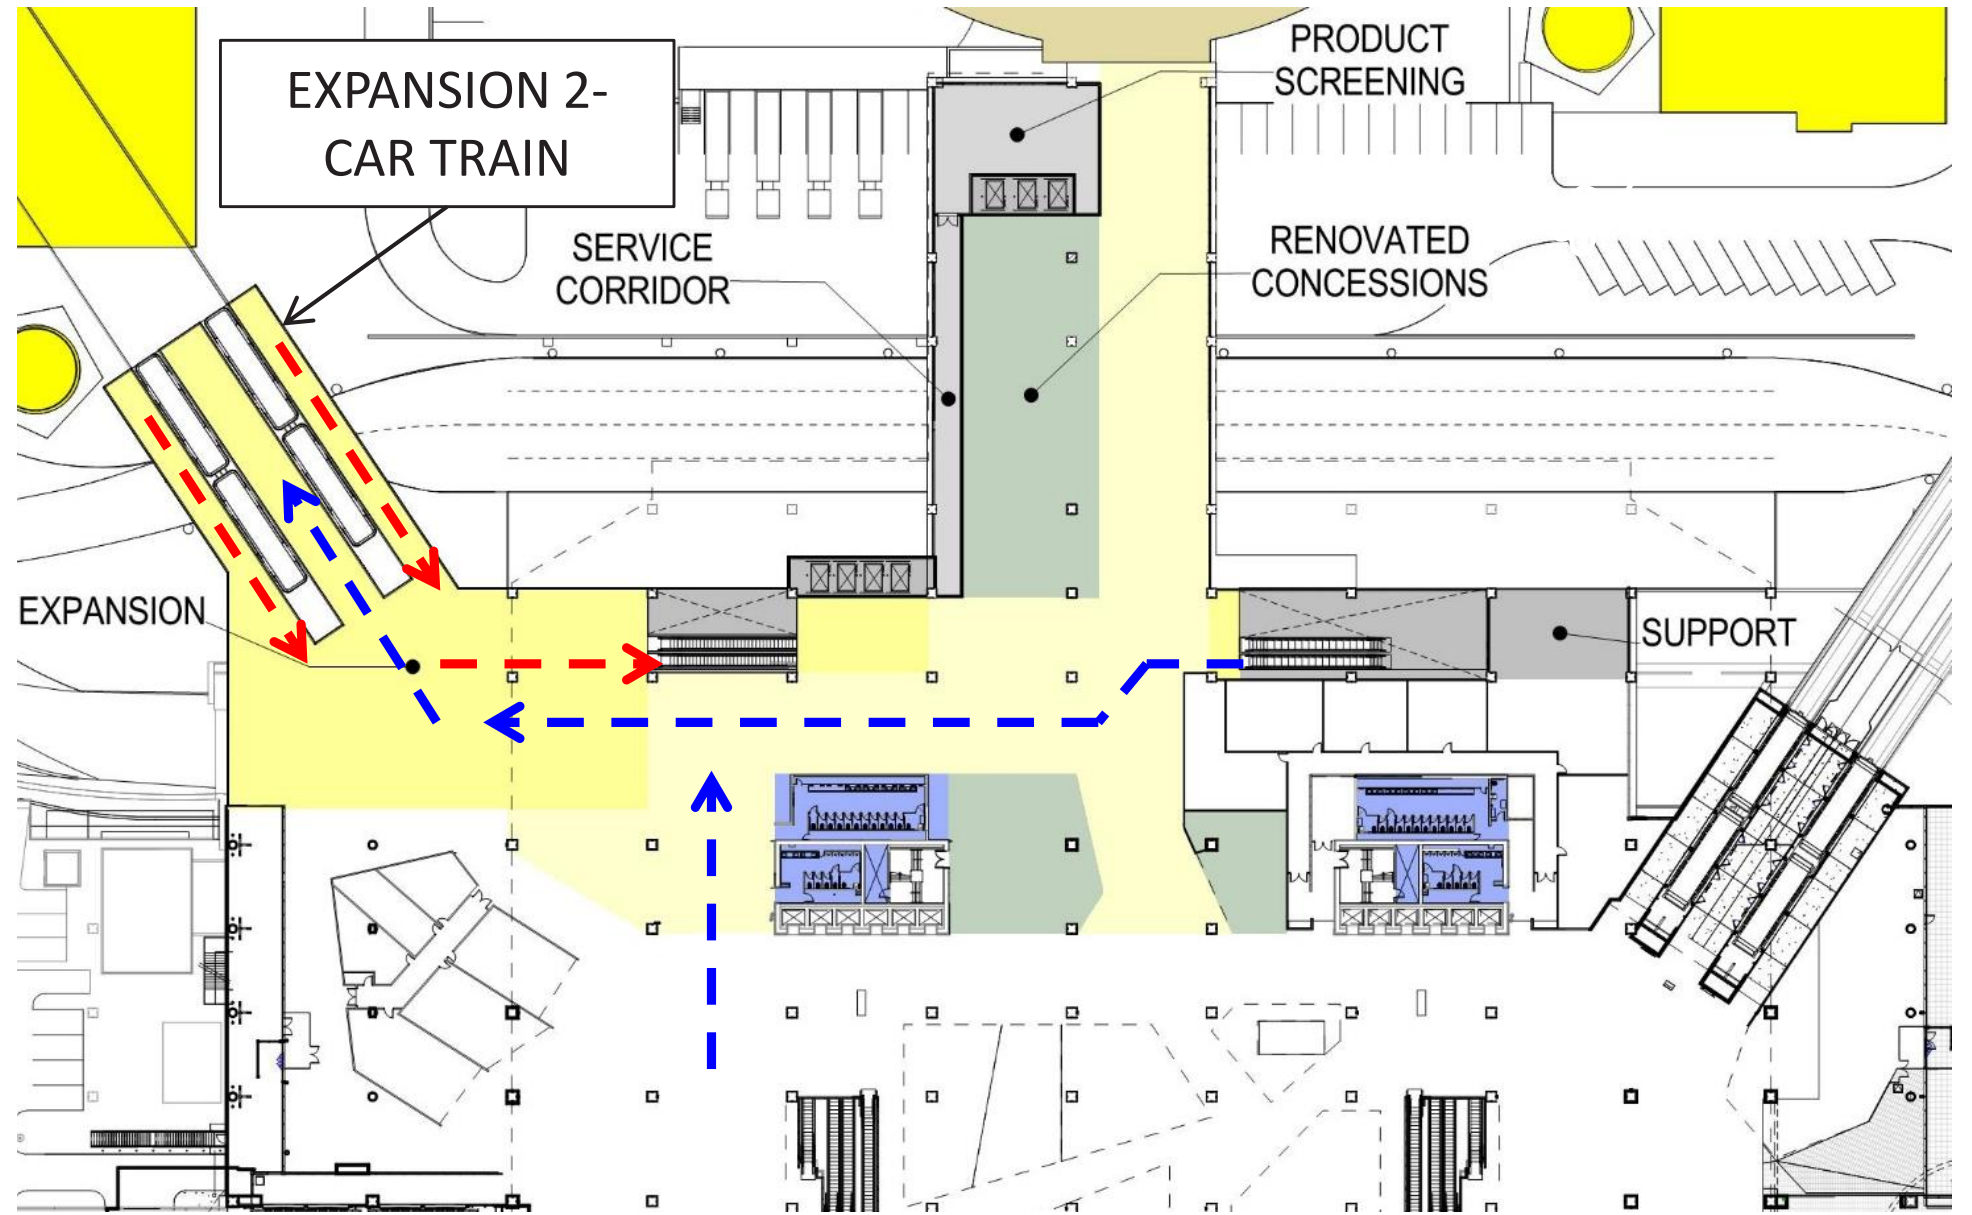 EXPANSION 2-
CAR TRAIN
PRODUCT
SCREENING
SERVICE
CORRIDOR
RENOVATED
CONCESSIONS
EXPANSION
SUPPORT